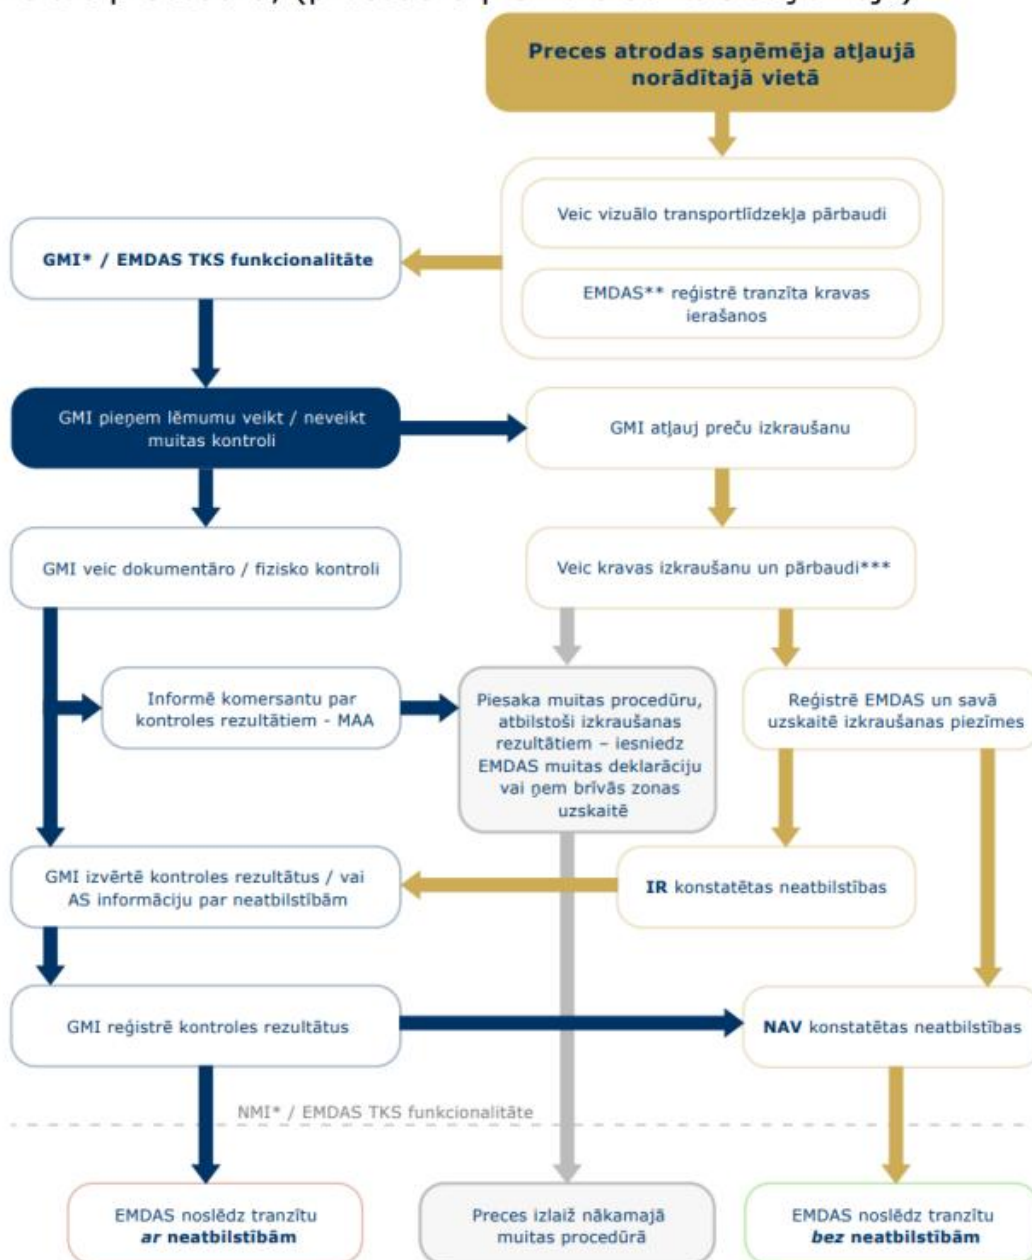 Preces atrodas saņēmēja atļaujā
norādītajā vietā
Veic vizuālo transportlīdzekļa pārbaudi
GMI* / EMDAS TKS funkcionalitāte
EMDAS** reģistrē tranzīta kravas
ierašanos
GMI pieņem lēmumu veikt / neveikt
muitas kontroli
GMI atļauj preču izkraušanu
GMI veic dokumentāro / fizisko kontroli
Veic kravas izkraušanu un pārbaudi***
Informē komersantu par
kontroles rezultātiem - MAA
Piesaka muitas procedūru,
atbilstoši izkraušanas
rezultātiem – iesniedz
EMDAS muitas deklarāciju
vai ņem brīvās zonas
uzskaitē
Reģistrē EMDAS un savā
uzskaitē izkraušanas piezīmes
GMI izvērtē kontroles rezultātus / vai
AS informāciju par neatbilstībām
IR konstatētas neatbilstības
GMI reģistrē kontroles rezultātus
NAV konstatētas neatbilstības
NMI* / EMDAS TKS funkcionalitāte
EMDAS noslēdz tranzītu
ar neatbilstībām
Preces izlaiž nākamajā
muitas procedūrā
EMDAS noslēdz tranzītu
bez neatbilstībām